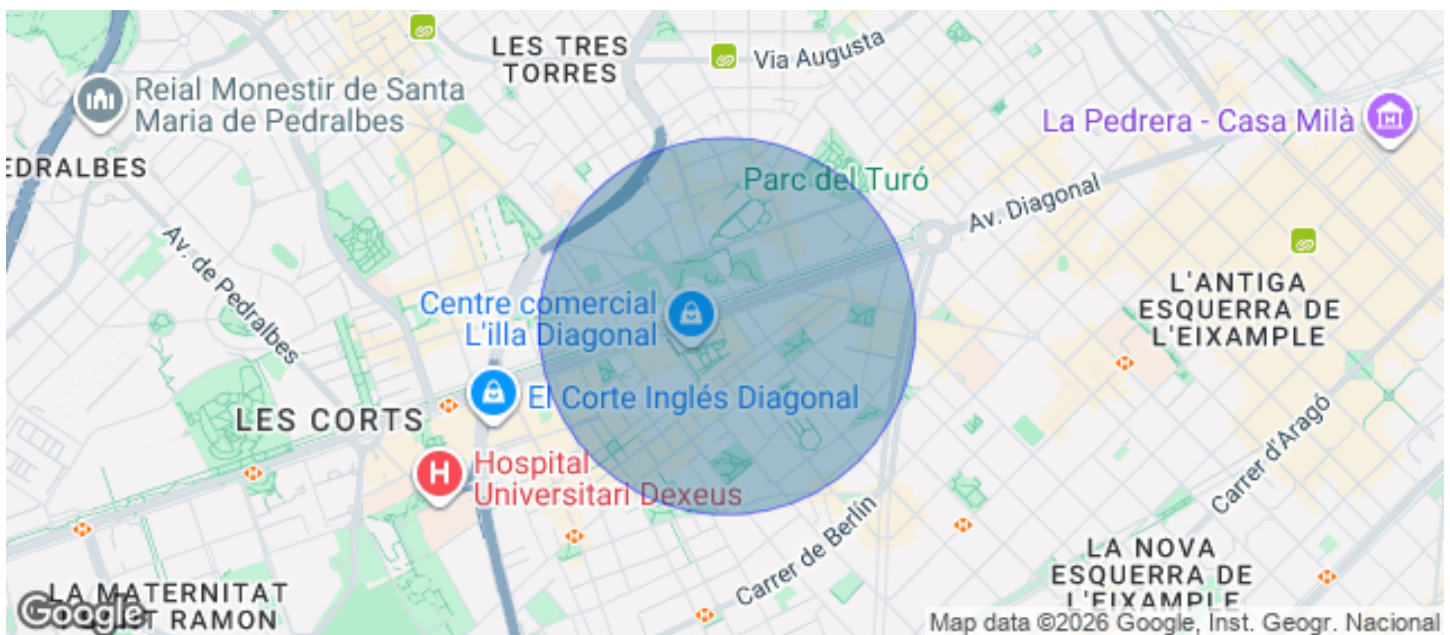 LES TRES
TORRES
Via Augusta
Reial Monestir de Santa
Maria de Pedralbes
La Pedrera - Casa Milà
EDRALBES
Parc del Turó
Av. Diagonal
Av. de Pedralbes
L'ANTIGA
ESQUERRA DE
L'EIXAMPLE
Centre comercial
L'illa Diagonal
El Corte Inglés Diagonal
LES CORTS
H
Hospital
Universitari Dexeus
Carrer d'Aragó
Carrer de Berlín
LA NOVA
ESQUERRA DE
L'EIXAMPLE
LA MATERNITAT
I SANT RAMON
Google
Map data ©2026 Google, Inst. Geogr. Nacional